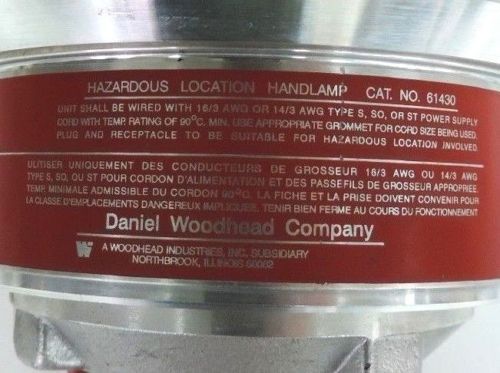 HAZARDOUS LOCATION HANDLAMP CAT. NO. 61430
UNIT SHALL BE WIRED WITH 16/3 AWG OR 14/3 AWG TYPE S, SO, OR ST POWER SUPPLY
CORD WITH TEMP. RATING OF 90°C, MIN. USE APPROPRIATE GROMMET FOR CORD SIZE BEING USED.
PLUG AND RECEPTACLE TO BE SUITABLE FOR HAZARDOUS LOCATION INVOLVED.
ULITISER UNIQUEMENT DES CONDUCTEURS DE GROSSEUR 16/3 AWG OU 14/3 AWG
TYPE S, SO, OU ST POUR CORDON D'ALIMENTATION ET DES PASSEFILS DE GROSSEUR APPROPRIEE.
TEMP. MINIMALE ADMISSIBLE DU CORDON 90°C. LA FICHE ET LA PRISE DOIVENT CONVENIR POUR
LA CLASSE D'EMPLACEMENTS DANGEREUX IMPLIQUEE. TENIR BIEN FERME AU COURS DU FONCTIONNEMENT
Daniel Woodhead Company
W A WOODHEAD INDUSTRIES, INC. SUBSIDIARY
NORTHBROOK, ILLINOIS 60062